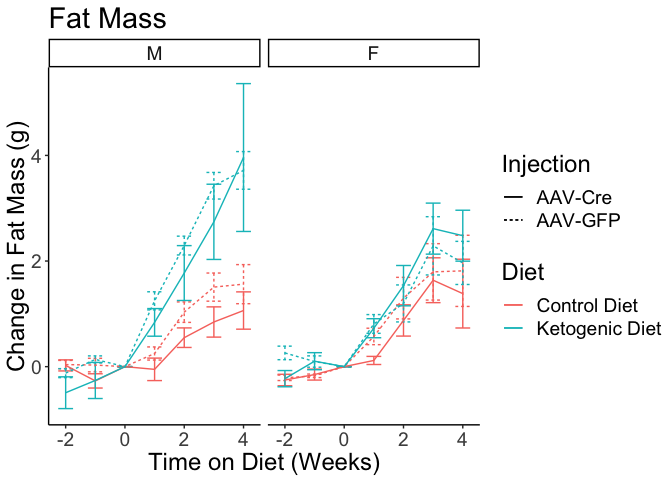 Fat Mass
M
F
Change in Fat Mass (g)
4
2
0
-2
0
2
4
-2
0
2
4
Time on Diet (Weeks)
Injection
AAV-Cre
AAV-GFP
Diet
Control Diet
Ketogenic Diet